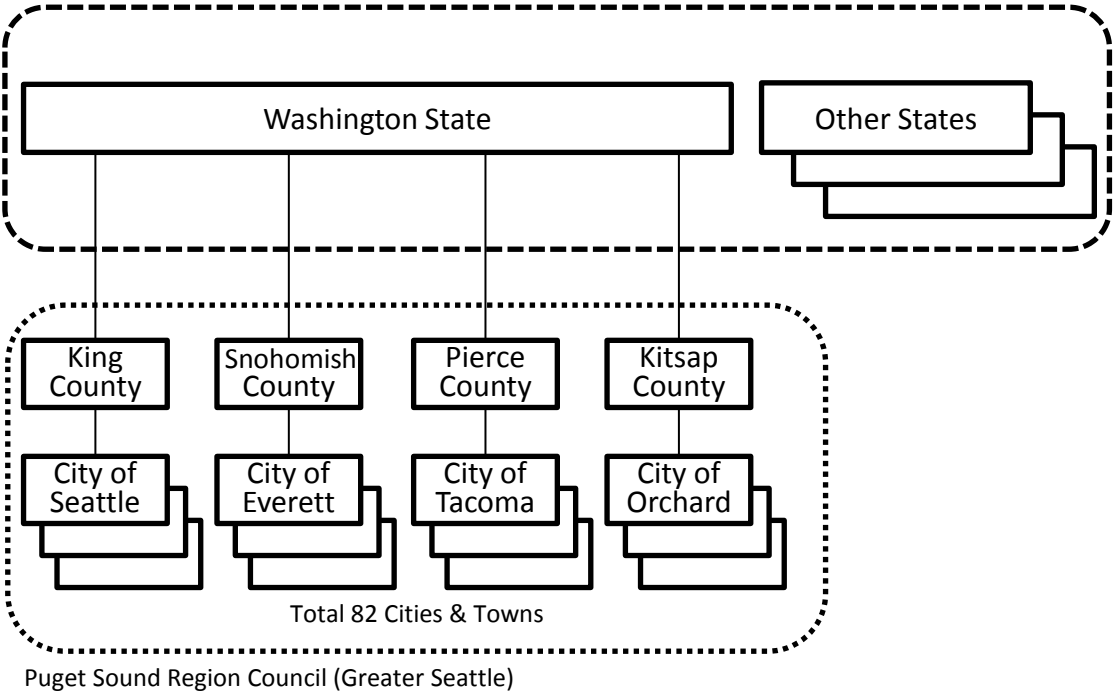 Washington State
Other States
King
County
Snohomish
County
Pierce
County
Kitsap
County
City of
Seattle
City of
Everett
City of
Tacoma
City of
Orchard
Total 82 Cities & Towns
Puget Sound Region Council (Greater Seattle)